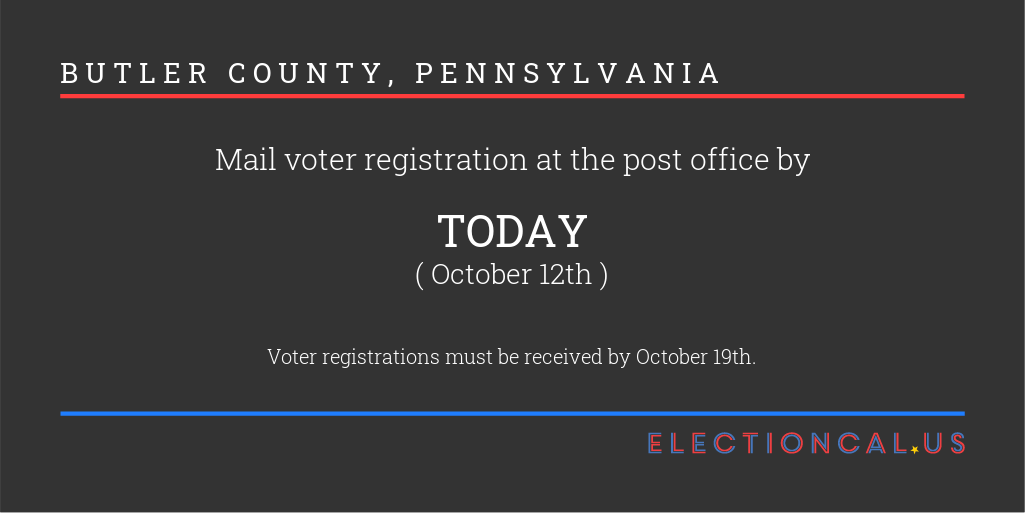 BUTLER COUNTY, PENNSYLVANIA
Mail voter registration at the post office by
TODAY
( October 12th )
Voter registrations must be received by October 19th.
ELECTIONCAL.US